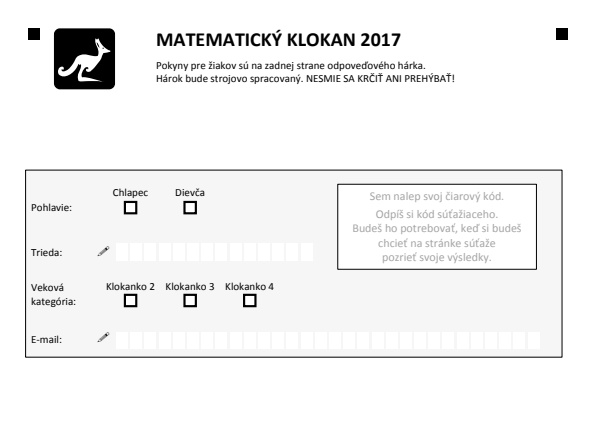 MATEMATICKÝ KLOKAN 2017
Pokyny pre žiakov sú na zadnej strane odpoveďového hárka.
Hárok bude strojovo spracovaný. NESMIE SA KRČIŤ ANI PREHÝBAŤ!
Chlapec Dievča
Pohlavie:
Sem nalep svoj čiarový kód.
Odpíš si kód súťažiaceho.
Budeš ho potrebovať, keď si budeš
chcieť na stránke súťaže
pozrieť svoje výsledky.
Trieda:
Veková
kategória:
Klokanko 2 Klokanko 3 Klokanko 4
E-mail: